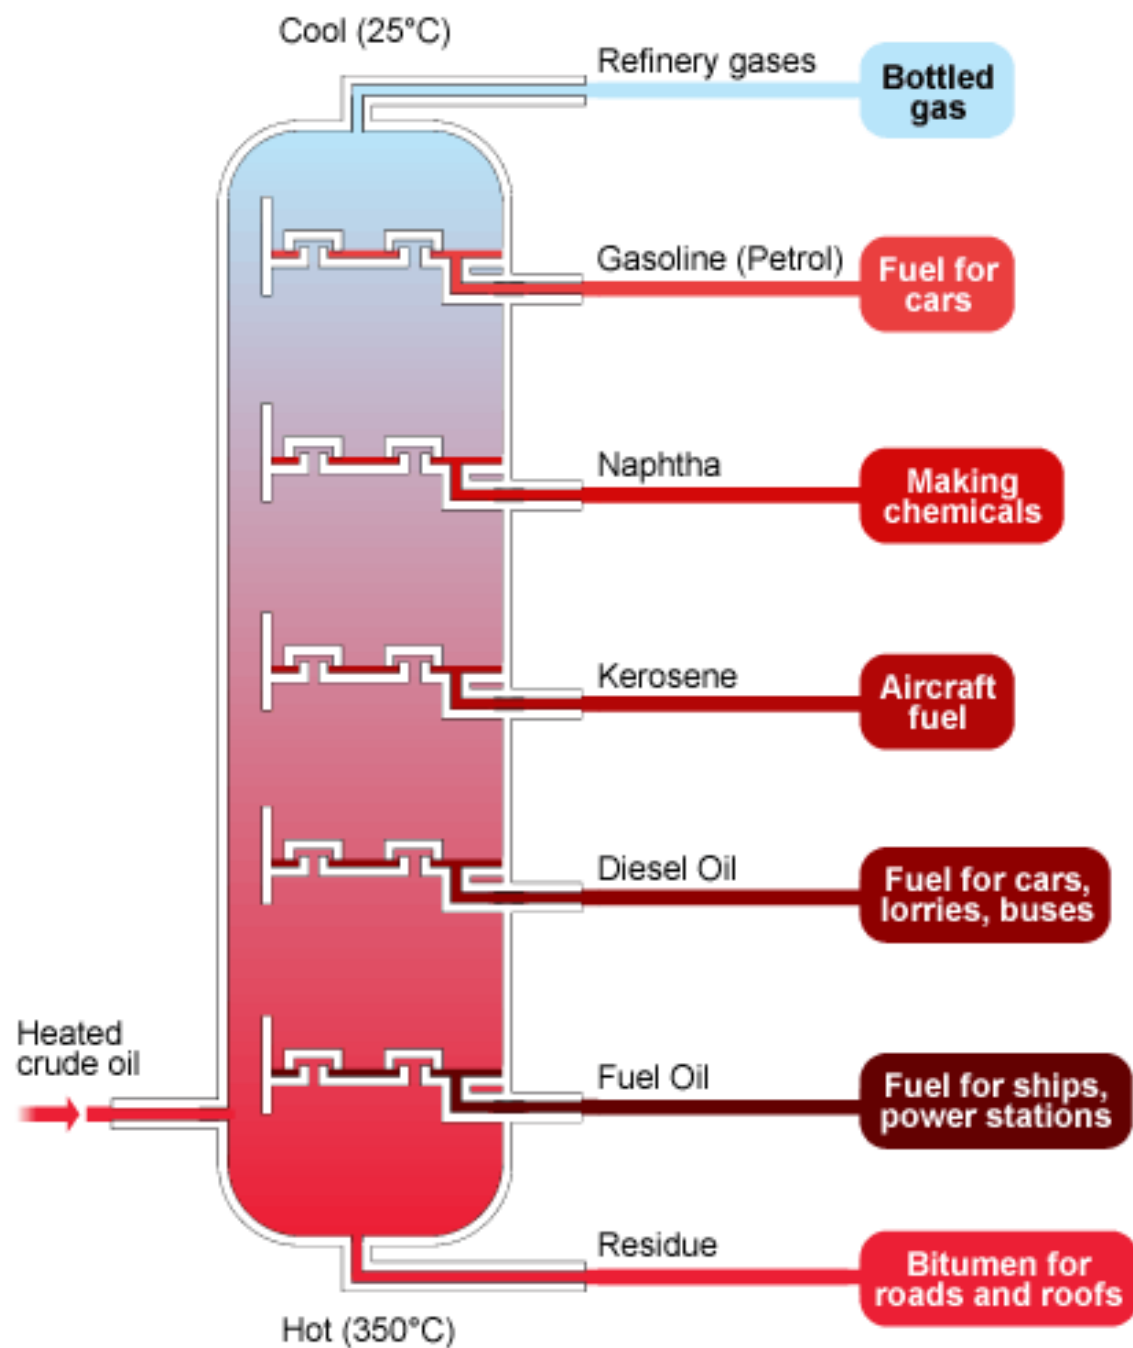 Cool (25°C)
Refinery gases
Bottled
gas
Gasoline (Petrol)
Fuel for
cars
Naphtha
Making
chemicals
Kerosene
Aircraft
fuel
Diesel Oil
Fuel for cars,
lorries, buses
Heated
crude oil
Fuel Oil
Fuel for ships,
power stations
Residue
Bitumen for
roads and roofs
Hot (350°C)